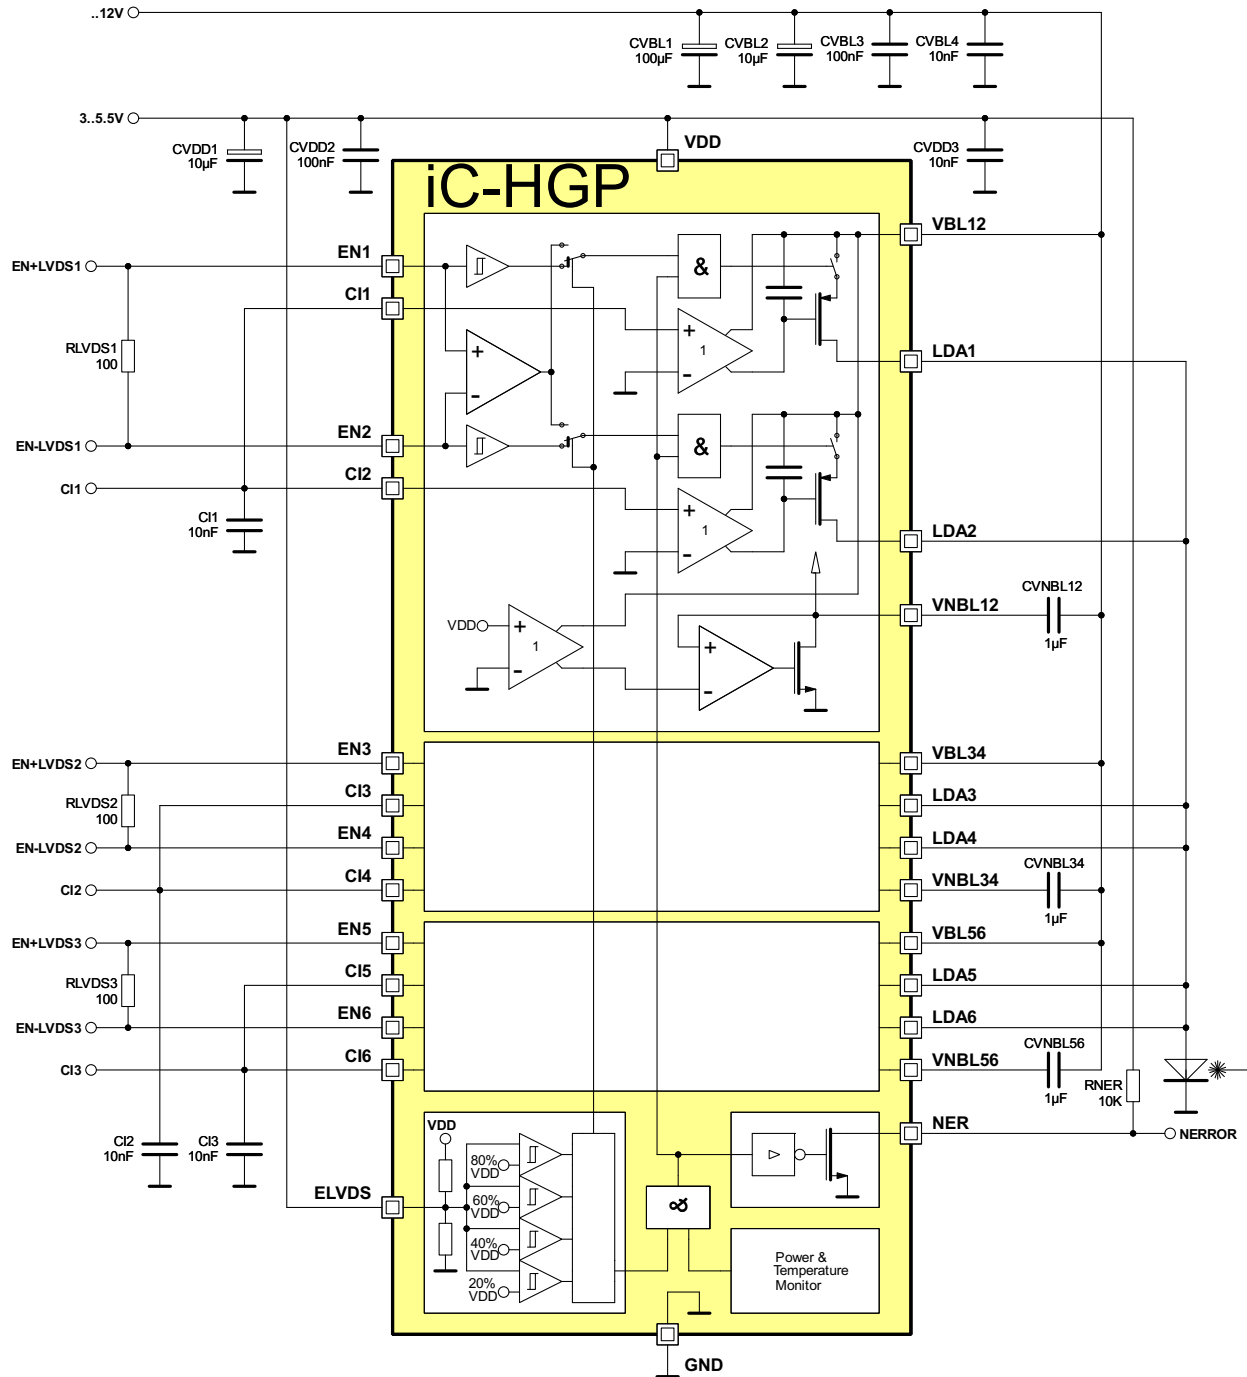 ..12V
CVBL1
100µF
CVBL2
10µF
CVBL3
100nF
CVBL4
10nF
3..5.5V
CVDD1
10µF
CVDD2
100nF
VDD
CVDD3
10nF
iC-HGP
EN+LVDS1
EN1
CI1
RLVDS1
100
EN-LVDS1
EN2
CI1
CI2
CI1
10nF
&
+
-
1
+
-
&
+
-
1
VDD
+
-
1
+
-
VBL12
LDA1
LDA2
VNBL12
CVNBL12
1µF
EN+LVDS2
EN3
RLVDS2
100
CI3
EN-LVDS2
EN4
CI2
CI4
VBL34
LDA3
LDA4
VNBL34
CVNBL34
1µF
EN+LVDS3
EN5
RLVDS3
100
CI5
EN-LVDS3
EN6
CI3
CI6
VBL56
LDA5
LDA6
VNBL56
CVNBL56
1µF
RNER
10K
NER
NERROR
CI2
10nF
CI3
10nF
ELVDS
VDD
80%
VDD
60%
VDD
40%
VDD
20%
VDD
&
Power &
Temperature
Monitor
GND